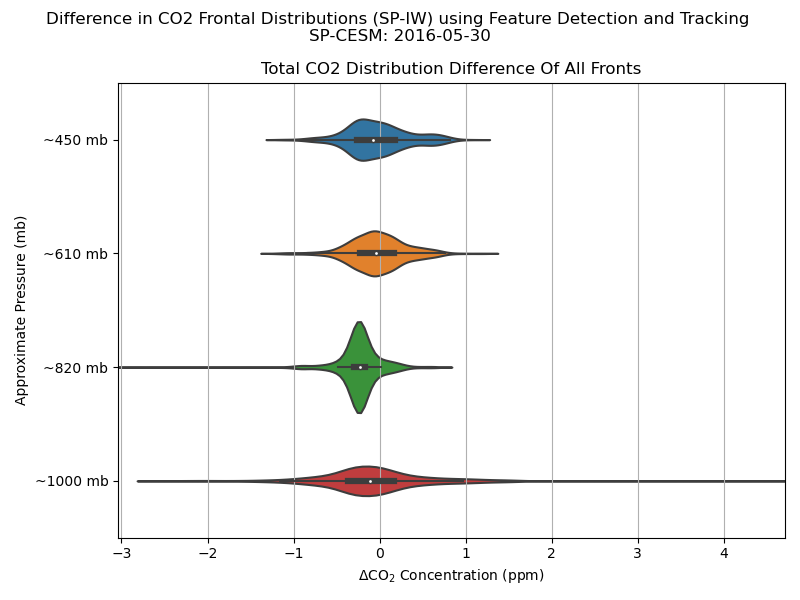 Difference in CO2 Frontal Distributions (SP-IW) using Feature Detection and Tracking
SP-CESM: 2016-05-30
Total CO2 Distribution Difference Of All Fronts
Approximate Pressure (mb)
~450 mb
~610 mb
~820 mb
~1000 mb
−3 −2 −1 0 1 2 3 4
ΔCO₂ Concentration (ppm)